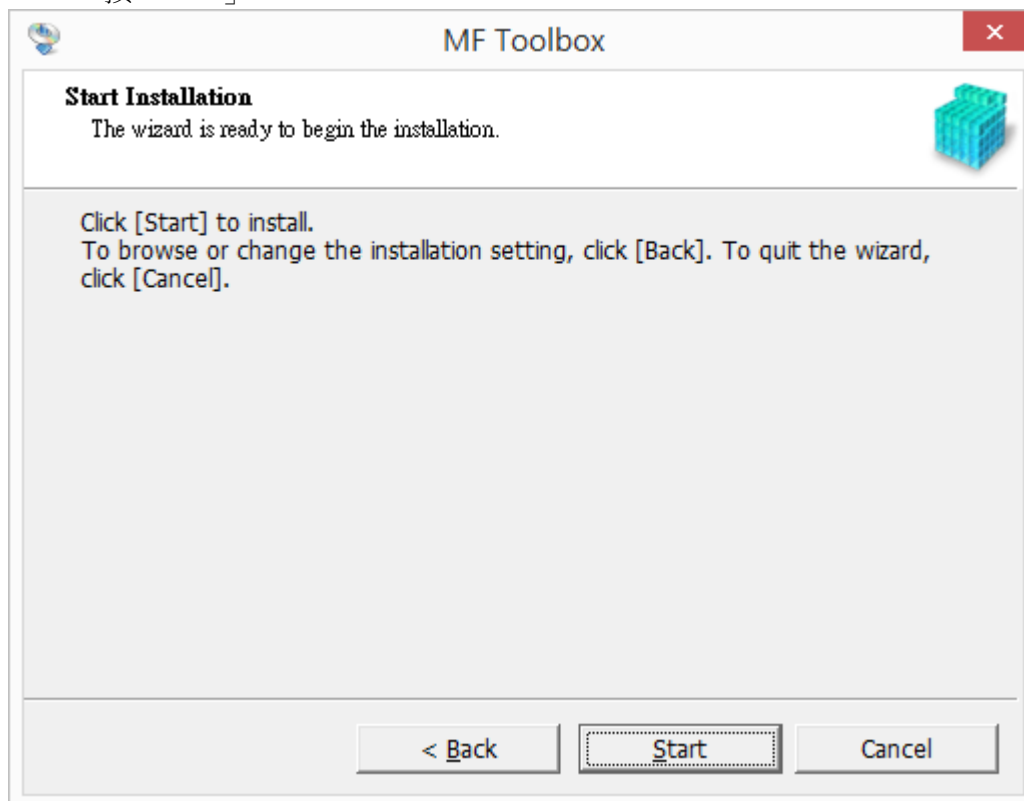 MF Toolbox
Start Installation
The wizard is ready to begin the installation.
Click [Start] to install.
To browse or change the installation setting, click [Back]. To quit the wizard,
click [Cancel].
< Back
Start
Cancel